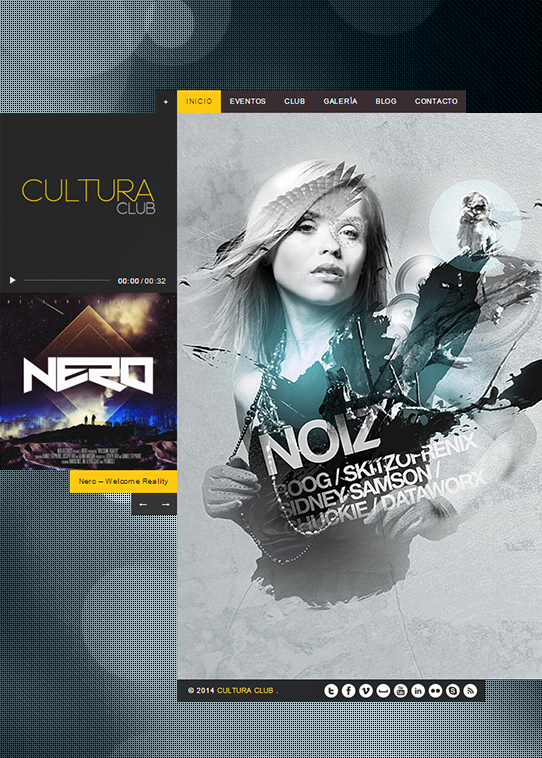 + INICIO EVENTOS CLUB GALERÍA BLOG CONTACTO
CULTURA
CLUB
00:00 / 00:32
NERO
Nero – Welcome Reality
← →
NOIZ
ROOG / SKITZOFRENIX
SIDNEY SAMSON /
CHUCKIE / DATAWORX
© 2014 CULTURA CLUB .